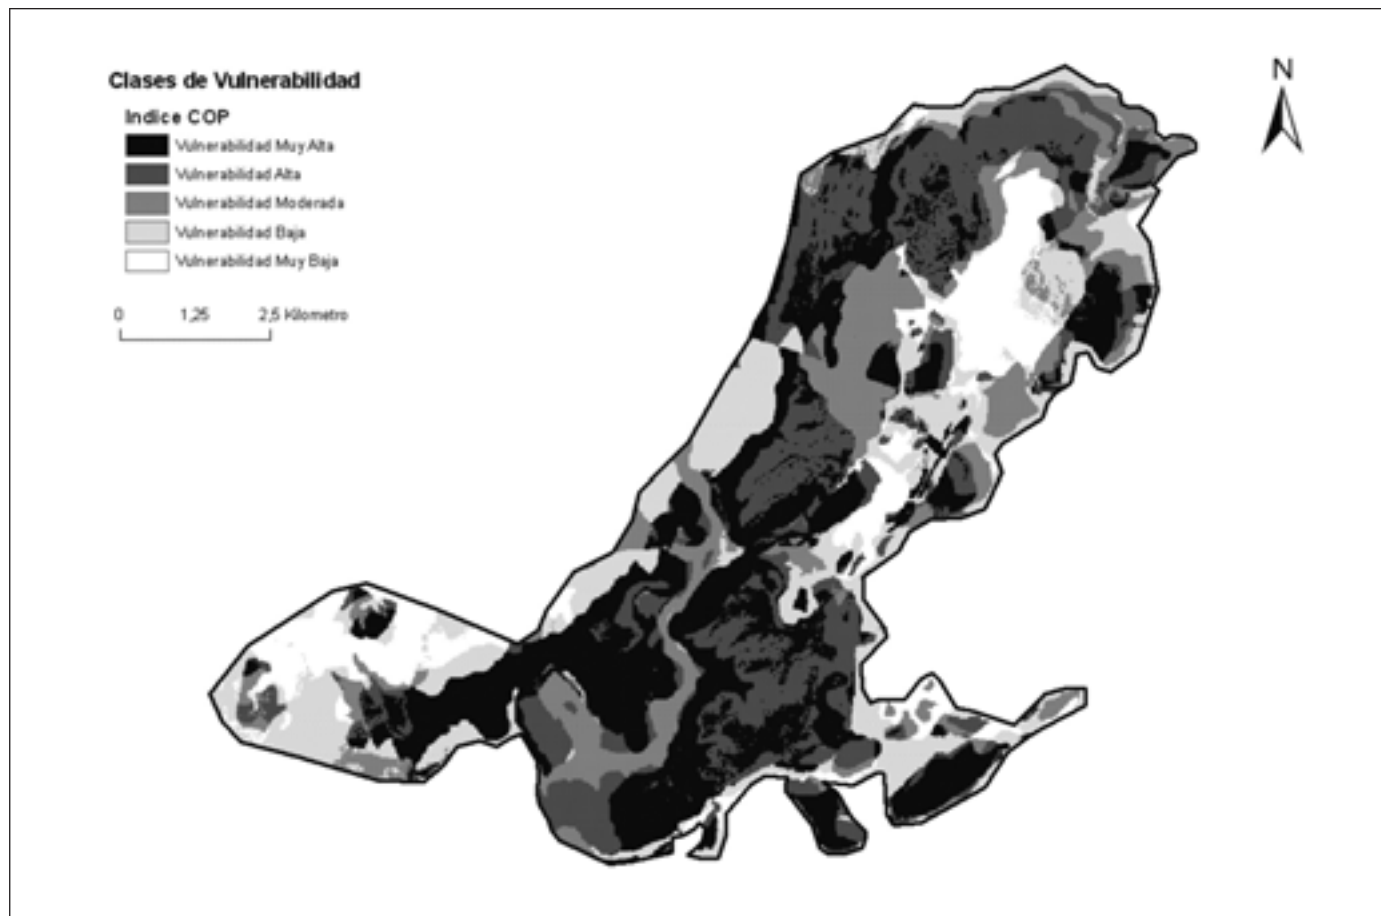 Clases de Vulnerabilidad
Indice COP
Vulnerabilidad Muy Alta
Vulnerabilidad Alta
Vulnerabilidad Moderada
Vulnerabilidad Baja
Vulnerabilidad Muy Baja
0 1,25 2,5 Kilometro
N